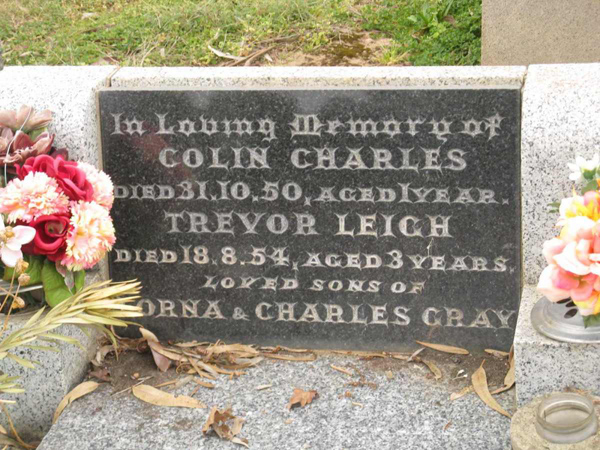 In Loving Memory of
COLIN CHARLES
DIED 31.10.50, AGED 1 YEAR.
TREVOR LEIGH
DIED 18.8.54, AGED 3 YEARS,
LOVED SONS OF
ORNA & CHARLES GRAY